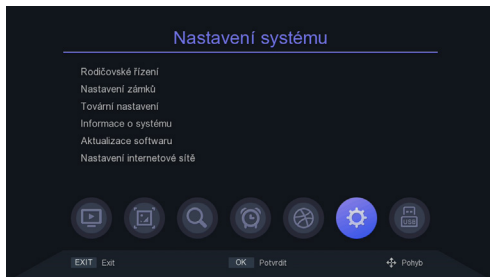 Nastavení systému
Rodičovské řízení
Nastavení zámků
Tovární nastavení
Informace o systému
Aktualizace softwaru
Nastavení internetové sítě
USB
EXIT Exit OK Potvrdit Pohyb